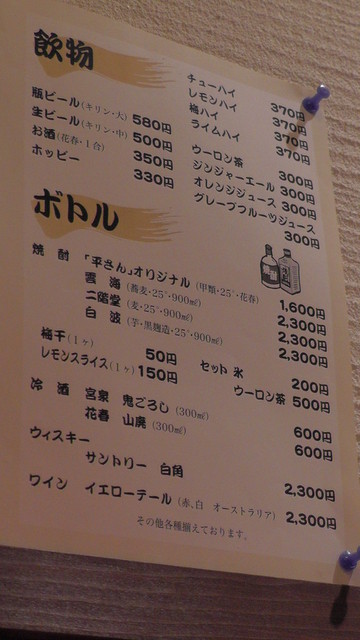 飲物
瓶ビール(キリン・大) 580円
生ビール(キリン・中) 500円
お酒(花春・1合) 350円
ホッピー 330円
チューハイ 370円
レモンハイ 370円
梅ハイ 370円
ライムハイ 370円
ウーロン茶 300円
ジンジャーエール 300円
オレンジジュース 300円
グレープフルーツジュース 300円
ボトル
焼酎 「平さん」オリジナル(甲類・25°・花春) 1,600円
雲海(蕎麦・25°・900㎖) 2,300円
二階堂(麦・25°・900㎖) 2,300円
白波(芋・黒麹造・25°・900㎖) 2,300円
梅干(1ヶ) 50円
レモンスライス(1ヶ) 150円
セット 氷 200円
ウーロン茶 500円
冷酒 宮泉 鬼ごろし(300㎖) 600円
花春 山廃(300㎖) 600円
ウィスキー
サントリー 白角 2,300円
ワイン イエローテール(赤、白 オーストラリア) 2,300円
その他各種揃えております。